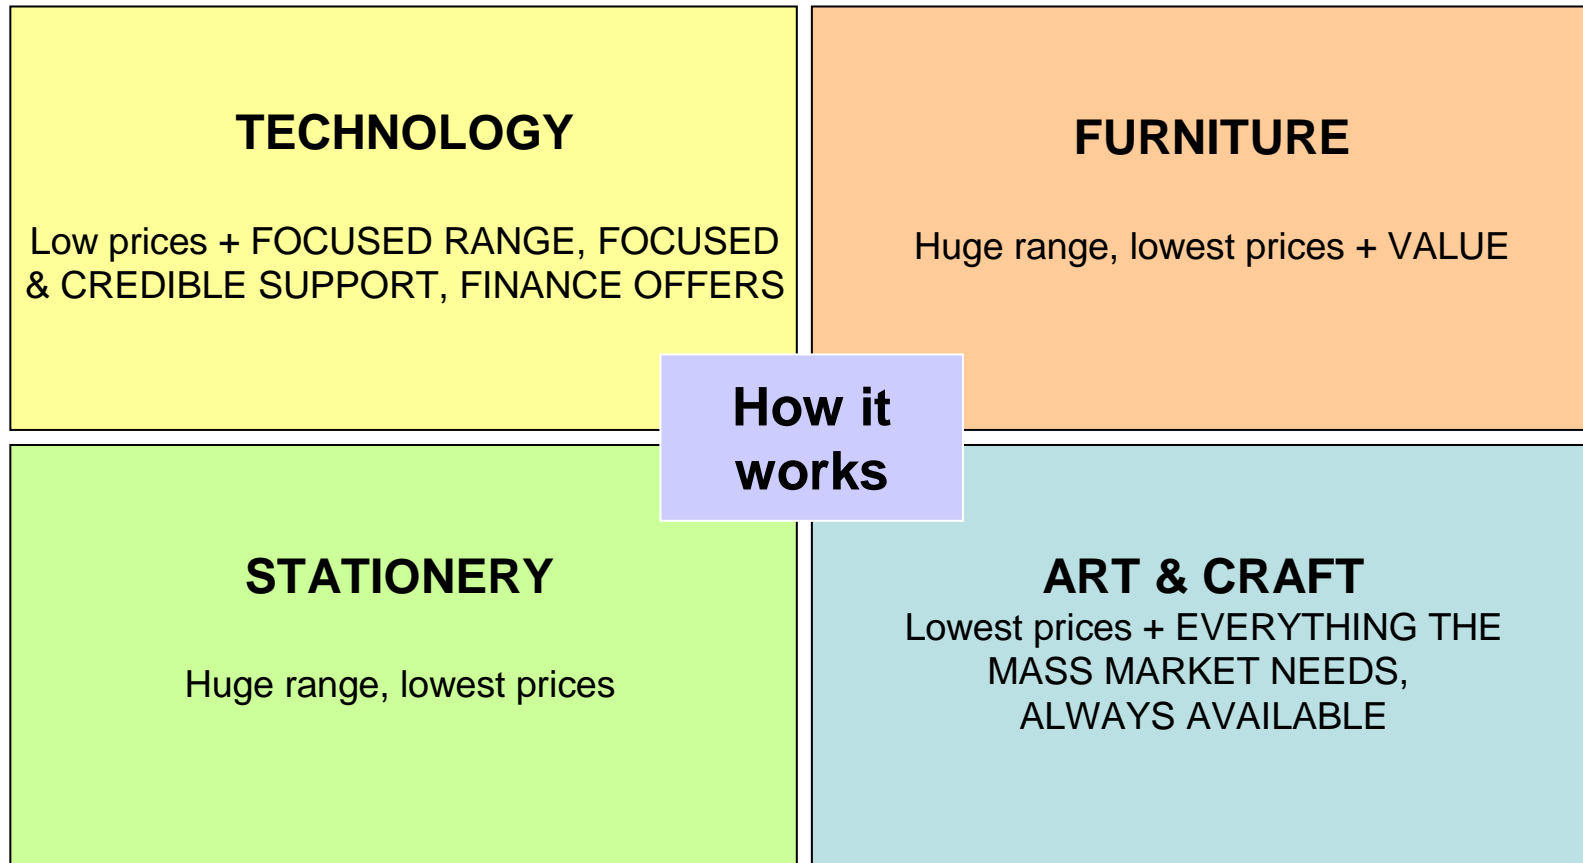 TECHNOLOGY
Low prices + FOCUSED RANGE, FOCUSED
& CREDIBLE SUPPORT, FINANCE OFFERS
FURNITURE
Huge range, lowest prices + VALUE
How it
works
STATIONERY
Huge range, lowest prices
ART & CRAFT
Lowest prices + EVERYTHING THE
MASS MARKET NEEDS,
ALWAYS AVAILABLE